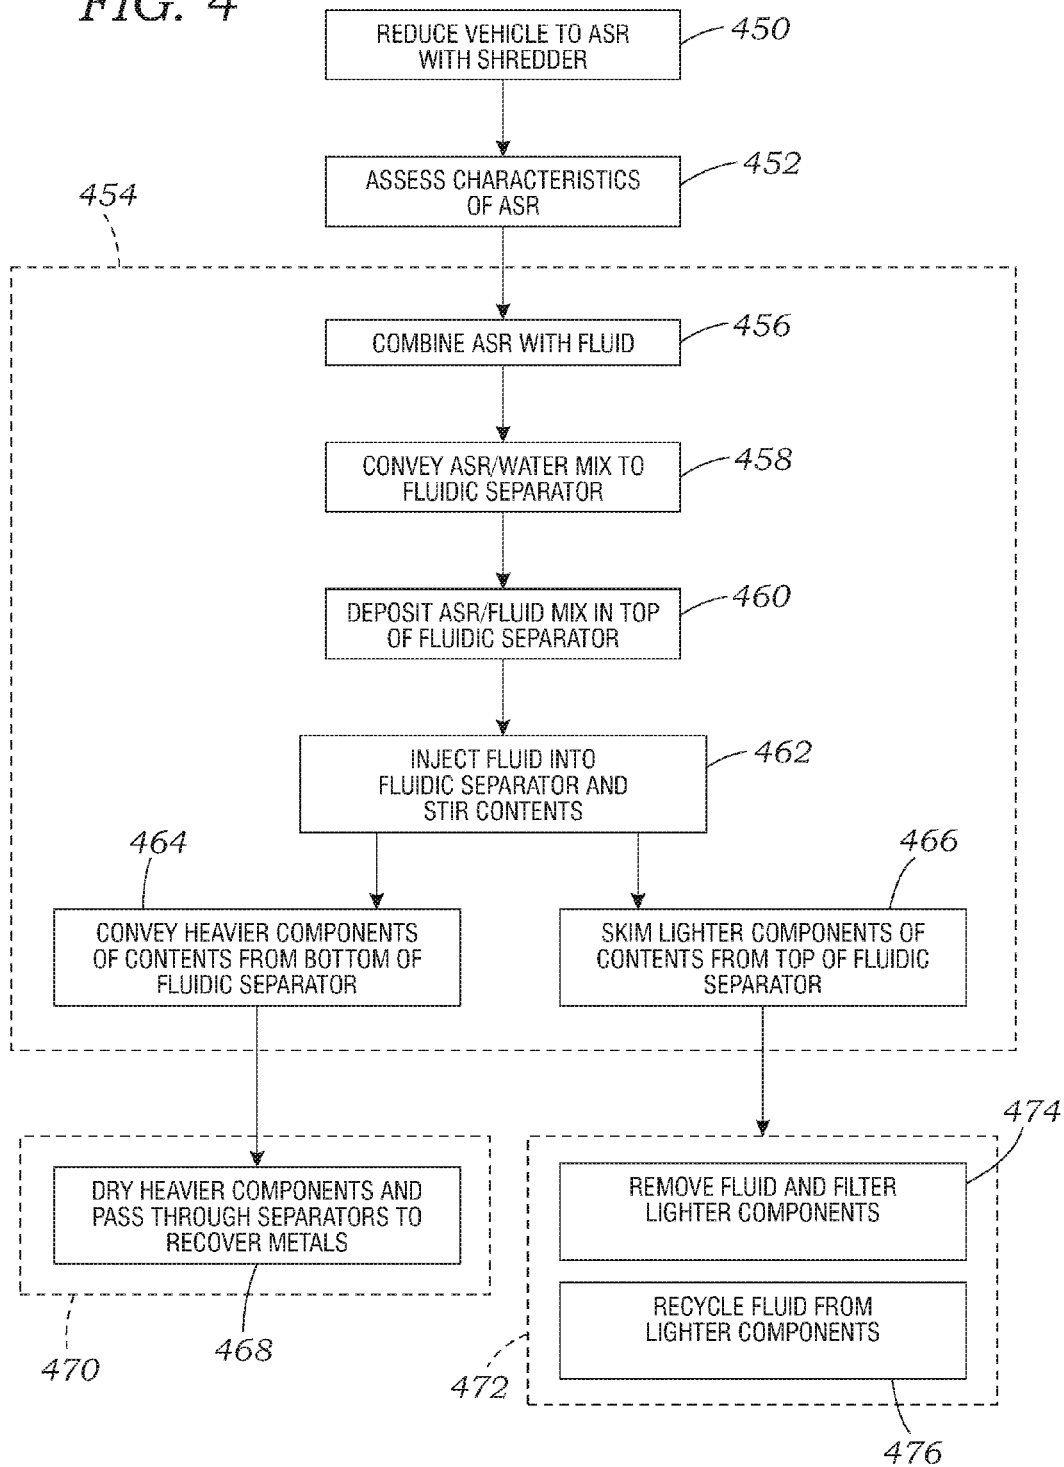 FIG. 4
REDUCE VEHICLE TO ASR
WITH SHREDDER
450
ASSESS CHARACTERISTICS
OF ASR
452
454
COMBINE ASR WITH FLUID
456
CONVEY ASR/WATER MIX TO
FLUIDIC SEPARATOR
458
DEPOSIT ASR/FLUID MIX IN TOP
OF FLUIDIC SEPARATOR
460
INJECT FLUID INTO
FLUIDIC SEPARATOR AND
STIR CONTENTS
462
464
CONVEY HEAVIER COMPONENTS
OF CONTENTS FROM BOTTOM OF
FLUIDIC SEPARATOR
466
SKIM LIGHTER COMPONENTS OF
CONTENTS FROM TOP OF FLUIDIC
SEPARATOR
DRY HEAVIER COMPONENTS AND
PASS THROUGH SEPARATORS TO
RECOVER METALS
468
470
474
REMOVE FLUID AND FILTER
LIGHTER COMPONENTS
RECYCLE FLUID FROM
LIGHTER COMPONENTS
472
476